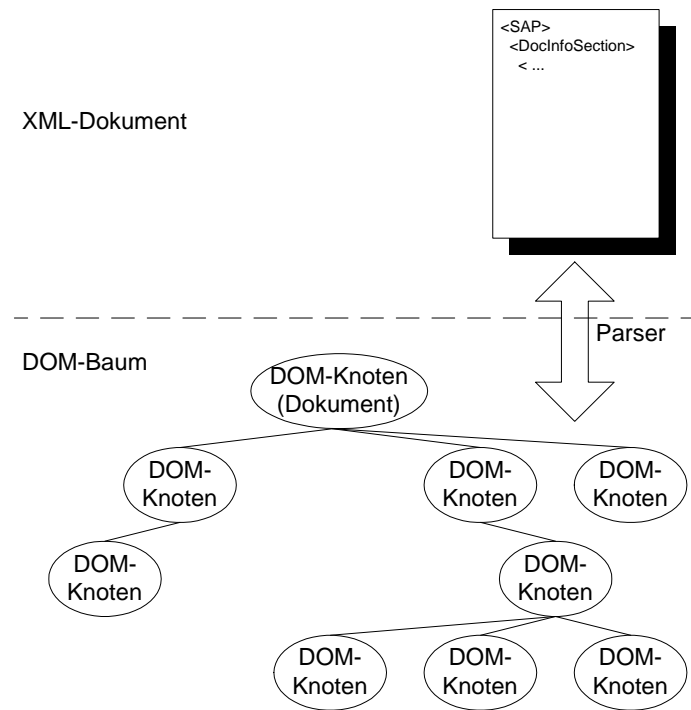 <SAP>
<DocInfoSection>
< ...
XML-Dokument
Parser
DOM-Baum
DOM-Knoten
(Dokument)
DOM-
Knoten
DOM-
Knoten
DOM-
Knoten
DOM-
Knoten
DOM-
Knoten
DOM-
Knoten
DOM-
Knoten
DOM-
Knoten